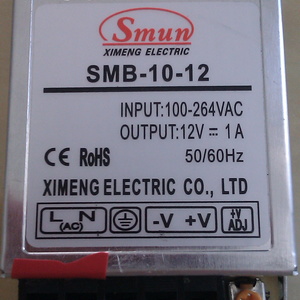 Smun
XIMENG ELECTRIC
SMB-10-12
INPUT:100-264VAC
OUTPUT:12V⎓1A
CE RoHS 50/60Hz
XIMENG ELECTRIC CO., LTD
L (AC) N -V +V +V ADJ